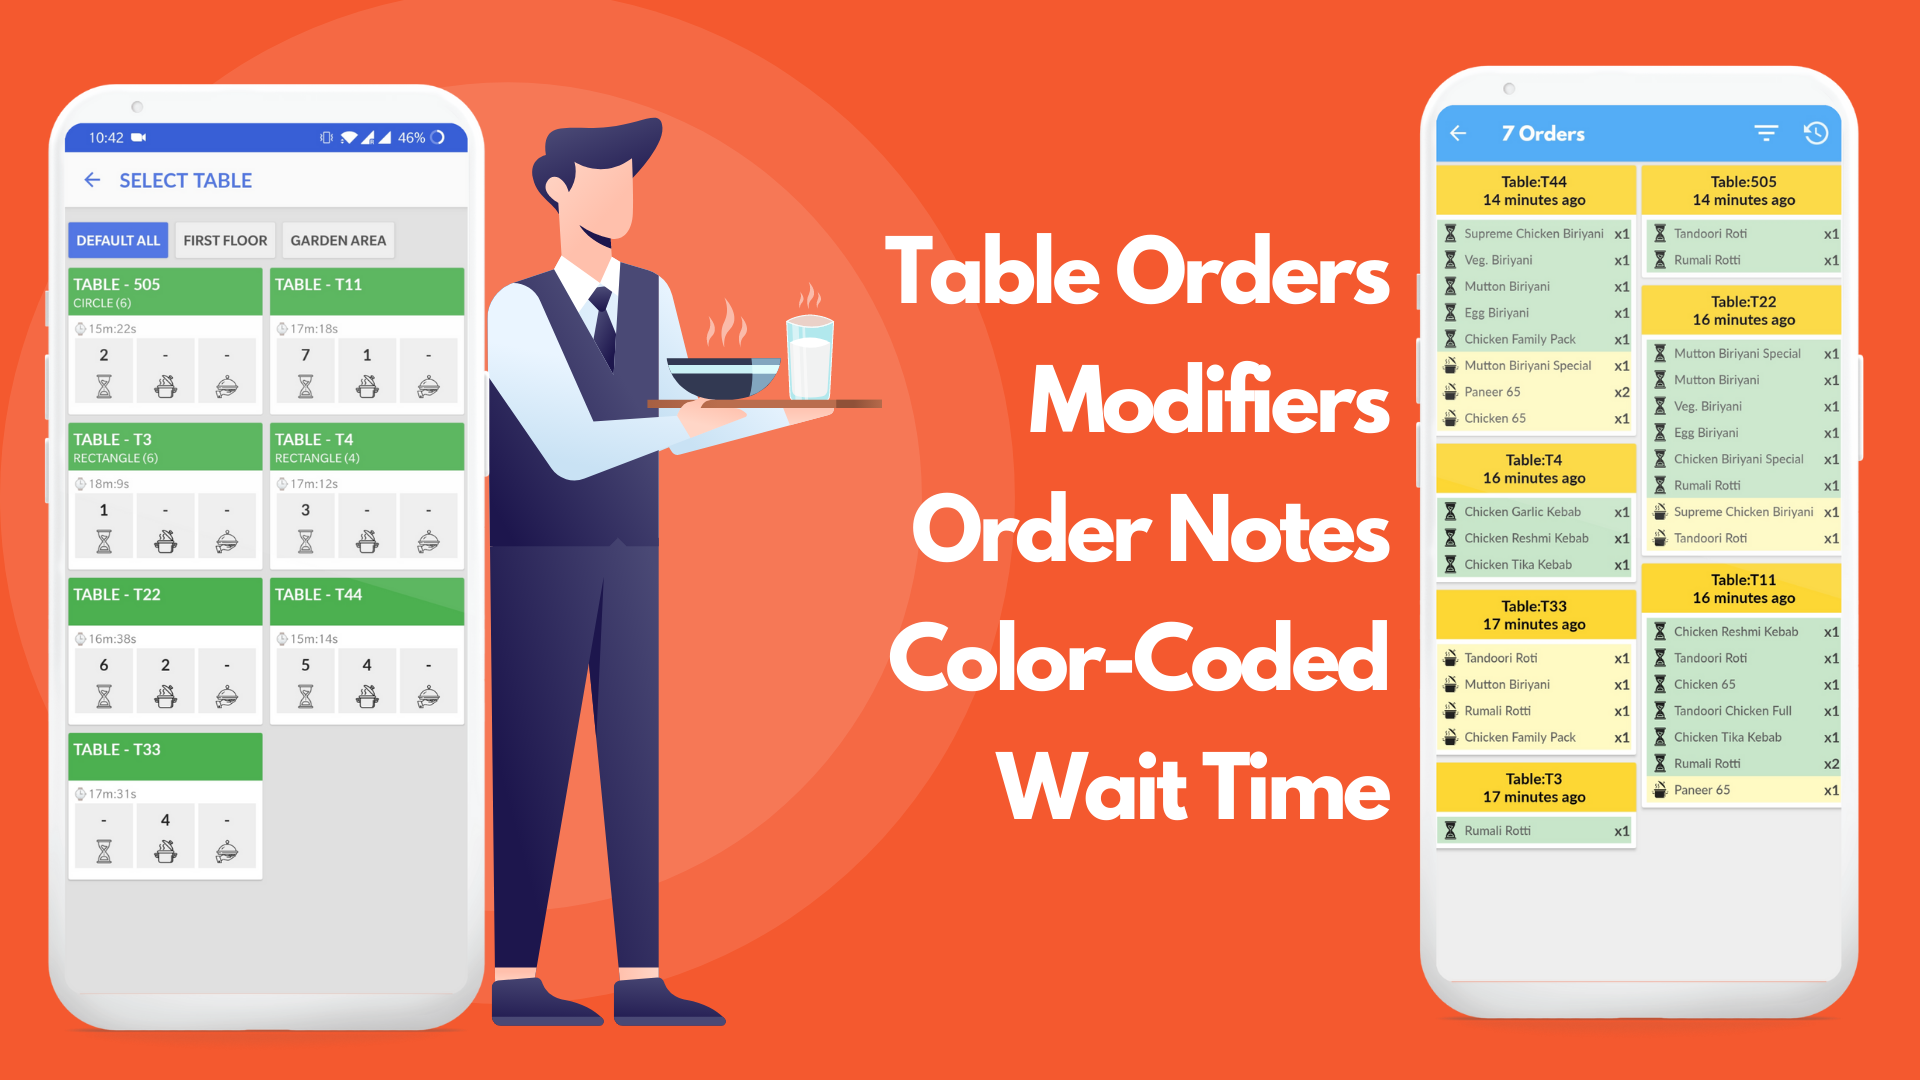 10:42
46%
SELECT TABLE
DEFAULT ALL
FIRST FLOOR
GARDEN AREA
TABLE - 505
CIRCLE (6)
15m:22s
2 - -
TABLE - T11
17m:18s
7 1 -
TABLE - T3
RECTANGLE (6)
18m:9s
1 - -
TABLE - T4
RECTANGLE (4)
17m:12s
3 - -
TABLE - T22
16m:38s
6 2 -
TABLE - T44
15m:14s
5 4 -
TABLE - T33
17m:31s
- 4 -
Table Orders
Modifiers
Order Notes
Color-Coded
Wait Time
7 Orders
Table:T44
14 minutes ago
Supreme Chicken Biriyani x1
Veg. Biriyani x1
Mutton Biriyani x1
Egg Biriyani x1
Chicken Family Pack x1
Mutton Biriyani Special x1
Paneer 65 x2
Chicken 65 x1
Table:T4
16 minutes ago
Chicken Garlic Kebab x1
Chicken Reshmi Kebab x1
Chicken Tika Kebab x1
Table:T33
17 minutes ago
Tandoori Roti x1
Mutton Biriyani x1
Rumali Rotti x1
Chicken Family Pack x1
Table:T3
17 minutes ago
Rumali Rotti x1
Table:505
14 minutes ago
Tandoori Roti x1
Rumali Rotti x1
Table:T22
16 minutes ago
Mutton Biriyani Special x1
Mutton Biriyani x1
Veg. Biriyani x1
Egg Biriyani x1
Chicken Biriyani Special x1
Rumali Rotti x1
Supreme Chicken Biriyani x1
Tandoori Roti x1
Table:T11
16 minutes ago
Chicken Reshmi Kebab x1
Tandoori Roti x1
Chicken 65 x1
Tandoori Chicken Full x1
Chicken Tika Kebab x1
Rumali Rotti x2
Paneer 65 x1